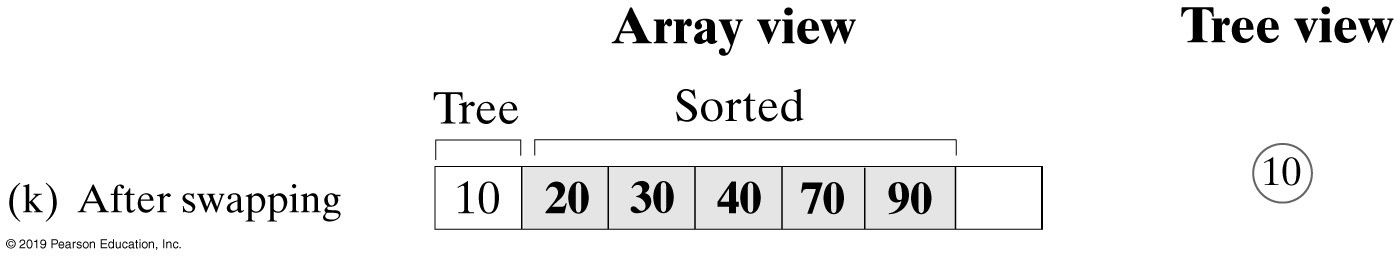 Array view Tree view
Tree Sorted
(k) After swapping 10 20 30 40 70 90 10
© 2019 Pearson Education, Inc.